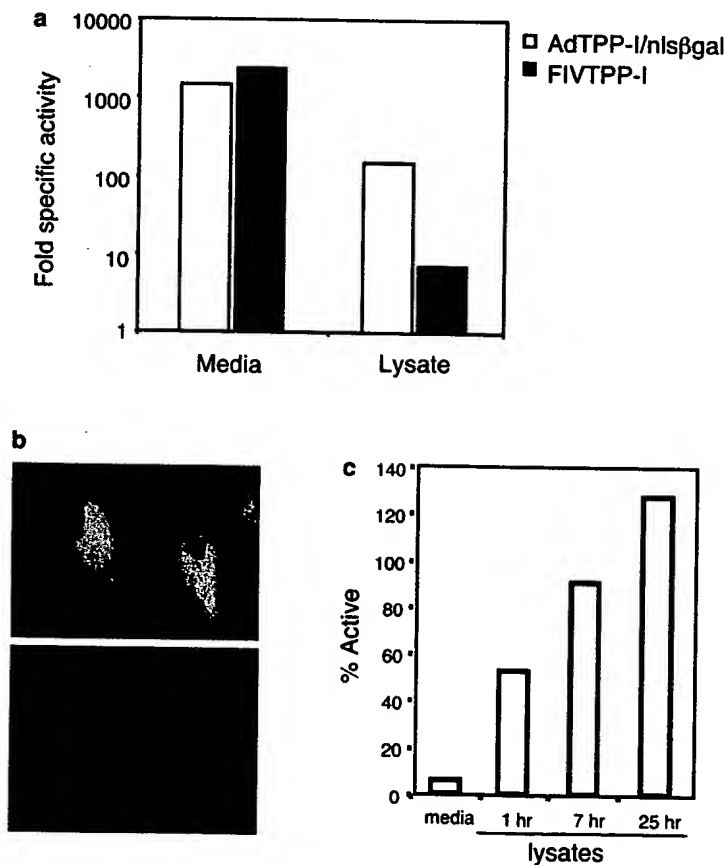 a
10000
1000
100
10
1
Fold specific activity
Media
Lysate
AdTPP-I/nlsβgal
FIVTPP-I
b
c
140
120
100
80
60
40
20
0
% Active
media
1 hr
7 hr
25 hr
lysates